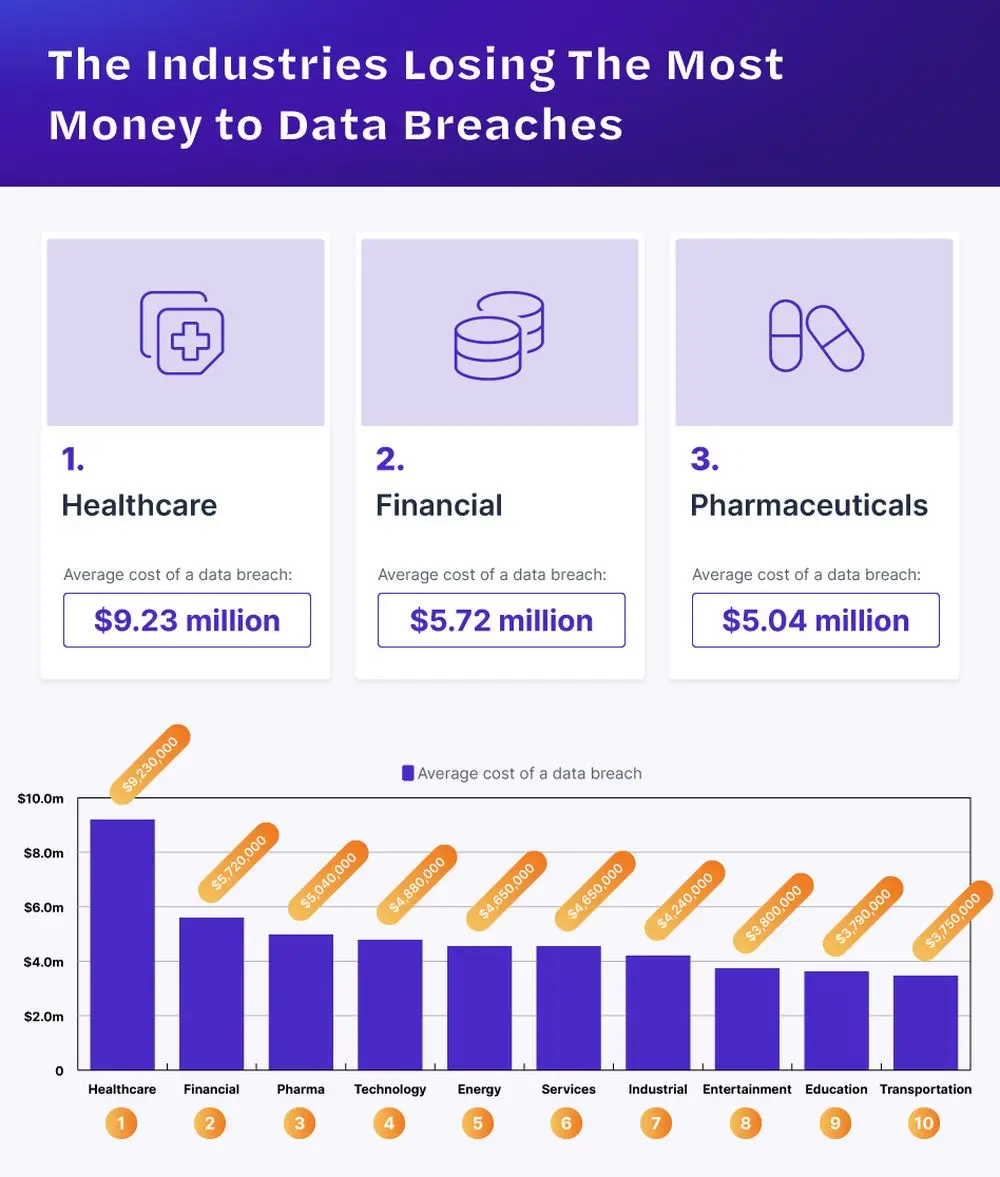 The Industries Losing The Most
Money to Data Breaches
1.
Healthcare
Average cost of a data breach:
$9.23 million
2.
Financial
Average cost of a data breach:
$5.72 million
3.
Pharmaceuticals
Average cost of a data breach:
$5.04 million
Average cost of a data breach
$10.0m
$8.0m
$6.0m
$4.0m
$2.0m
0
$9,230,000
$5,720,000
$5,040,000
$4,880,000
$4,650,000
$4,650,000
$4,240,000
$3,800,000
$3,790,000
$3,750,000
Healthcare Financial Pharma Technology Energy Services Industrial Entertainment Education Transportation
1 2 3 4 5 6 7 8 9 10